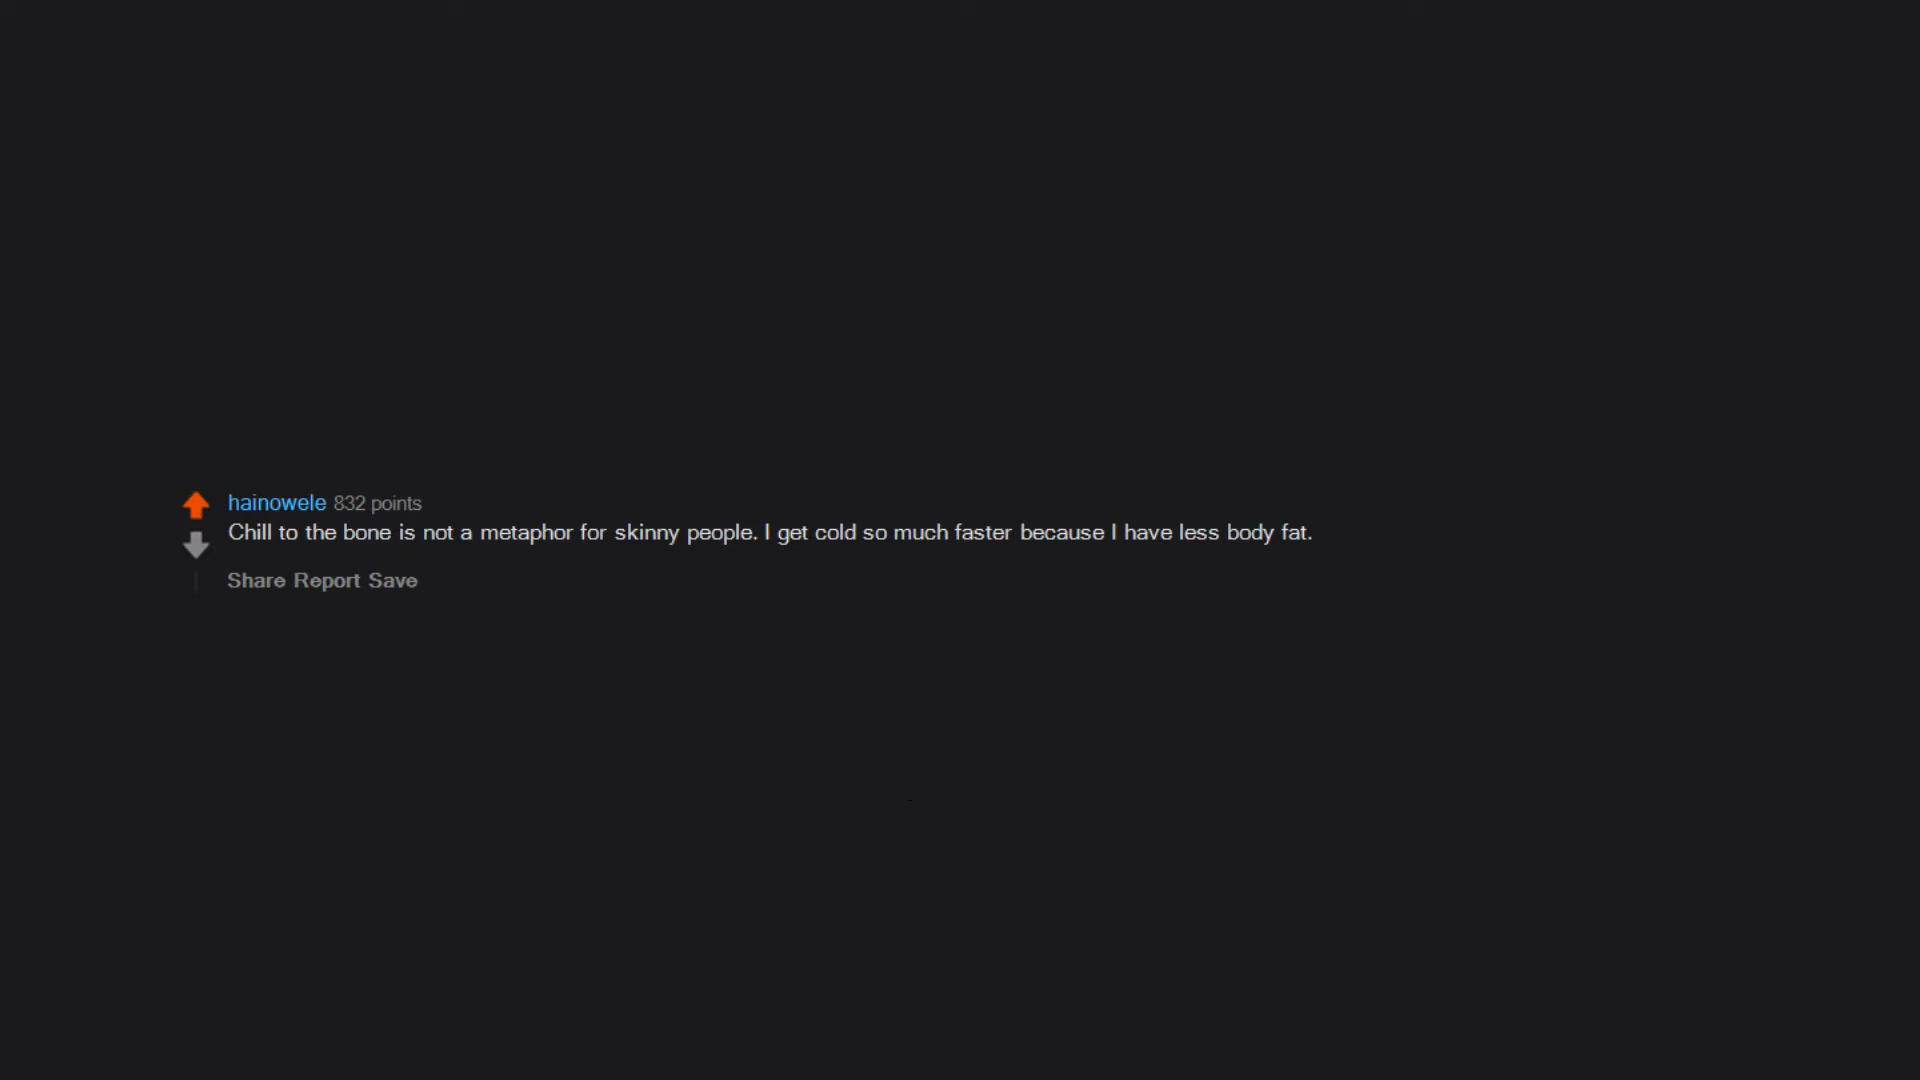 hainowele 832 points
Chill to the bone is not a metaphor for skinny people. I get cold so much faster because I have less body fat.
Share Report Save